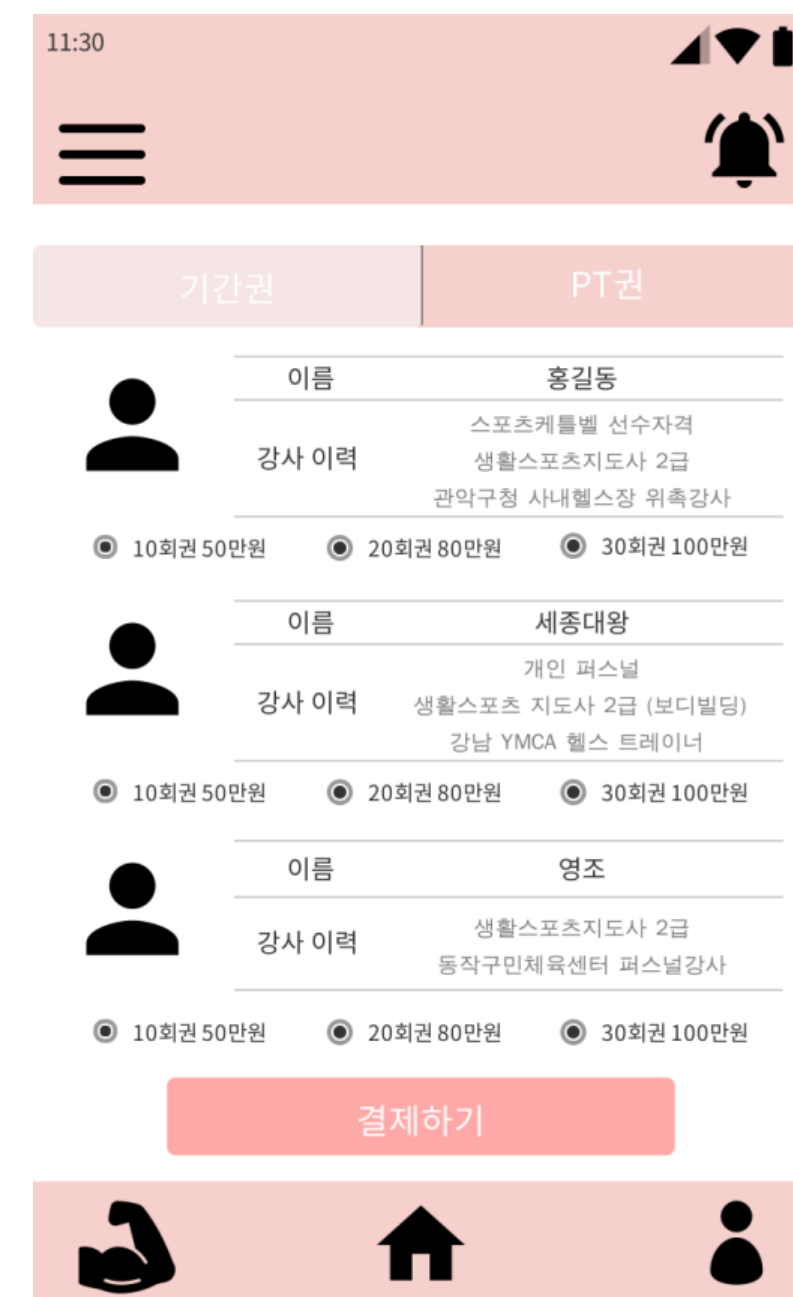 11:30
기간권 PT권
이름 홍길동
강사 이력
스포츠케틀벨 선수자격
생활스포츠지도사 2급
관악구청 사내헬스장 위촉강사
10회권 50만원 20회권 80만원 30회권 100만원
이름 세종대왕
강사 이력
개인 퍼스널
생활스포츠 지도사 2급 (보디빌딩)
강남 YMCA 헬스 트레이너
10회권 50만원 20회권 80만원 30회권 100만원
이름 영조
강사 이력
생활스포츠지도사 2급
동작구민체육센터 퍼스널강사
10회권 50만원 20회권 80만원 30회권 100만원
결제하기